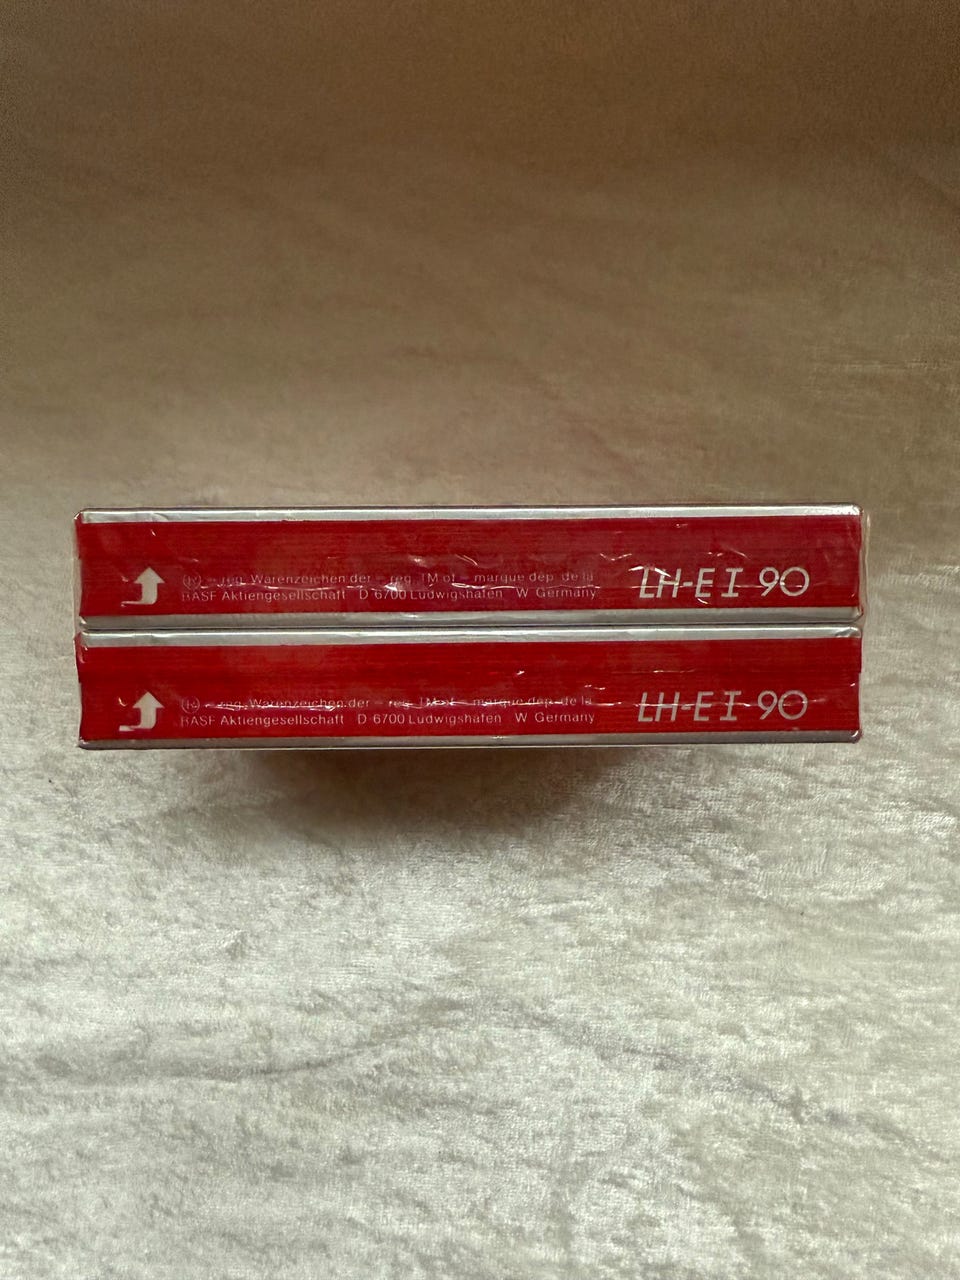 ® = reg. Warenzeichen der – reg. TM of – marque dep. de la
BASF Aktiengesellschaft D 6700 Ludwigshafen W Germany
LH-E I 90
® = reg. Warenzeichen der – reg. TM of – marque dep. de la
BASF Aktiengesellschaft D 6700 Ludwigshafen W Germany
LH-E I 90